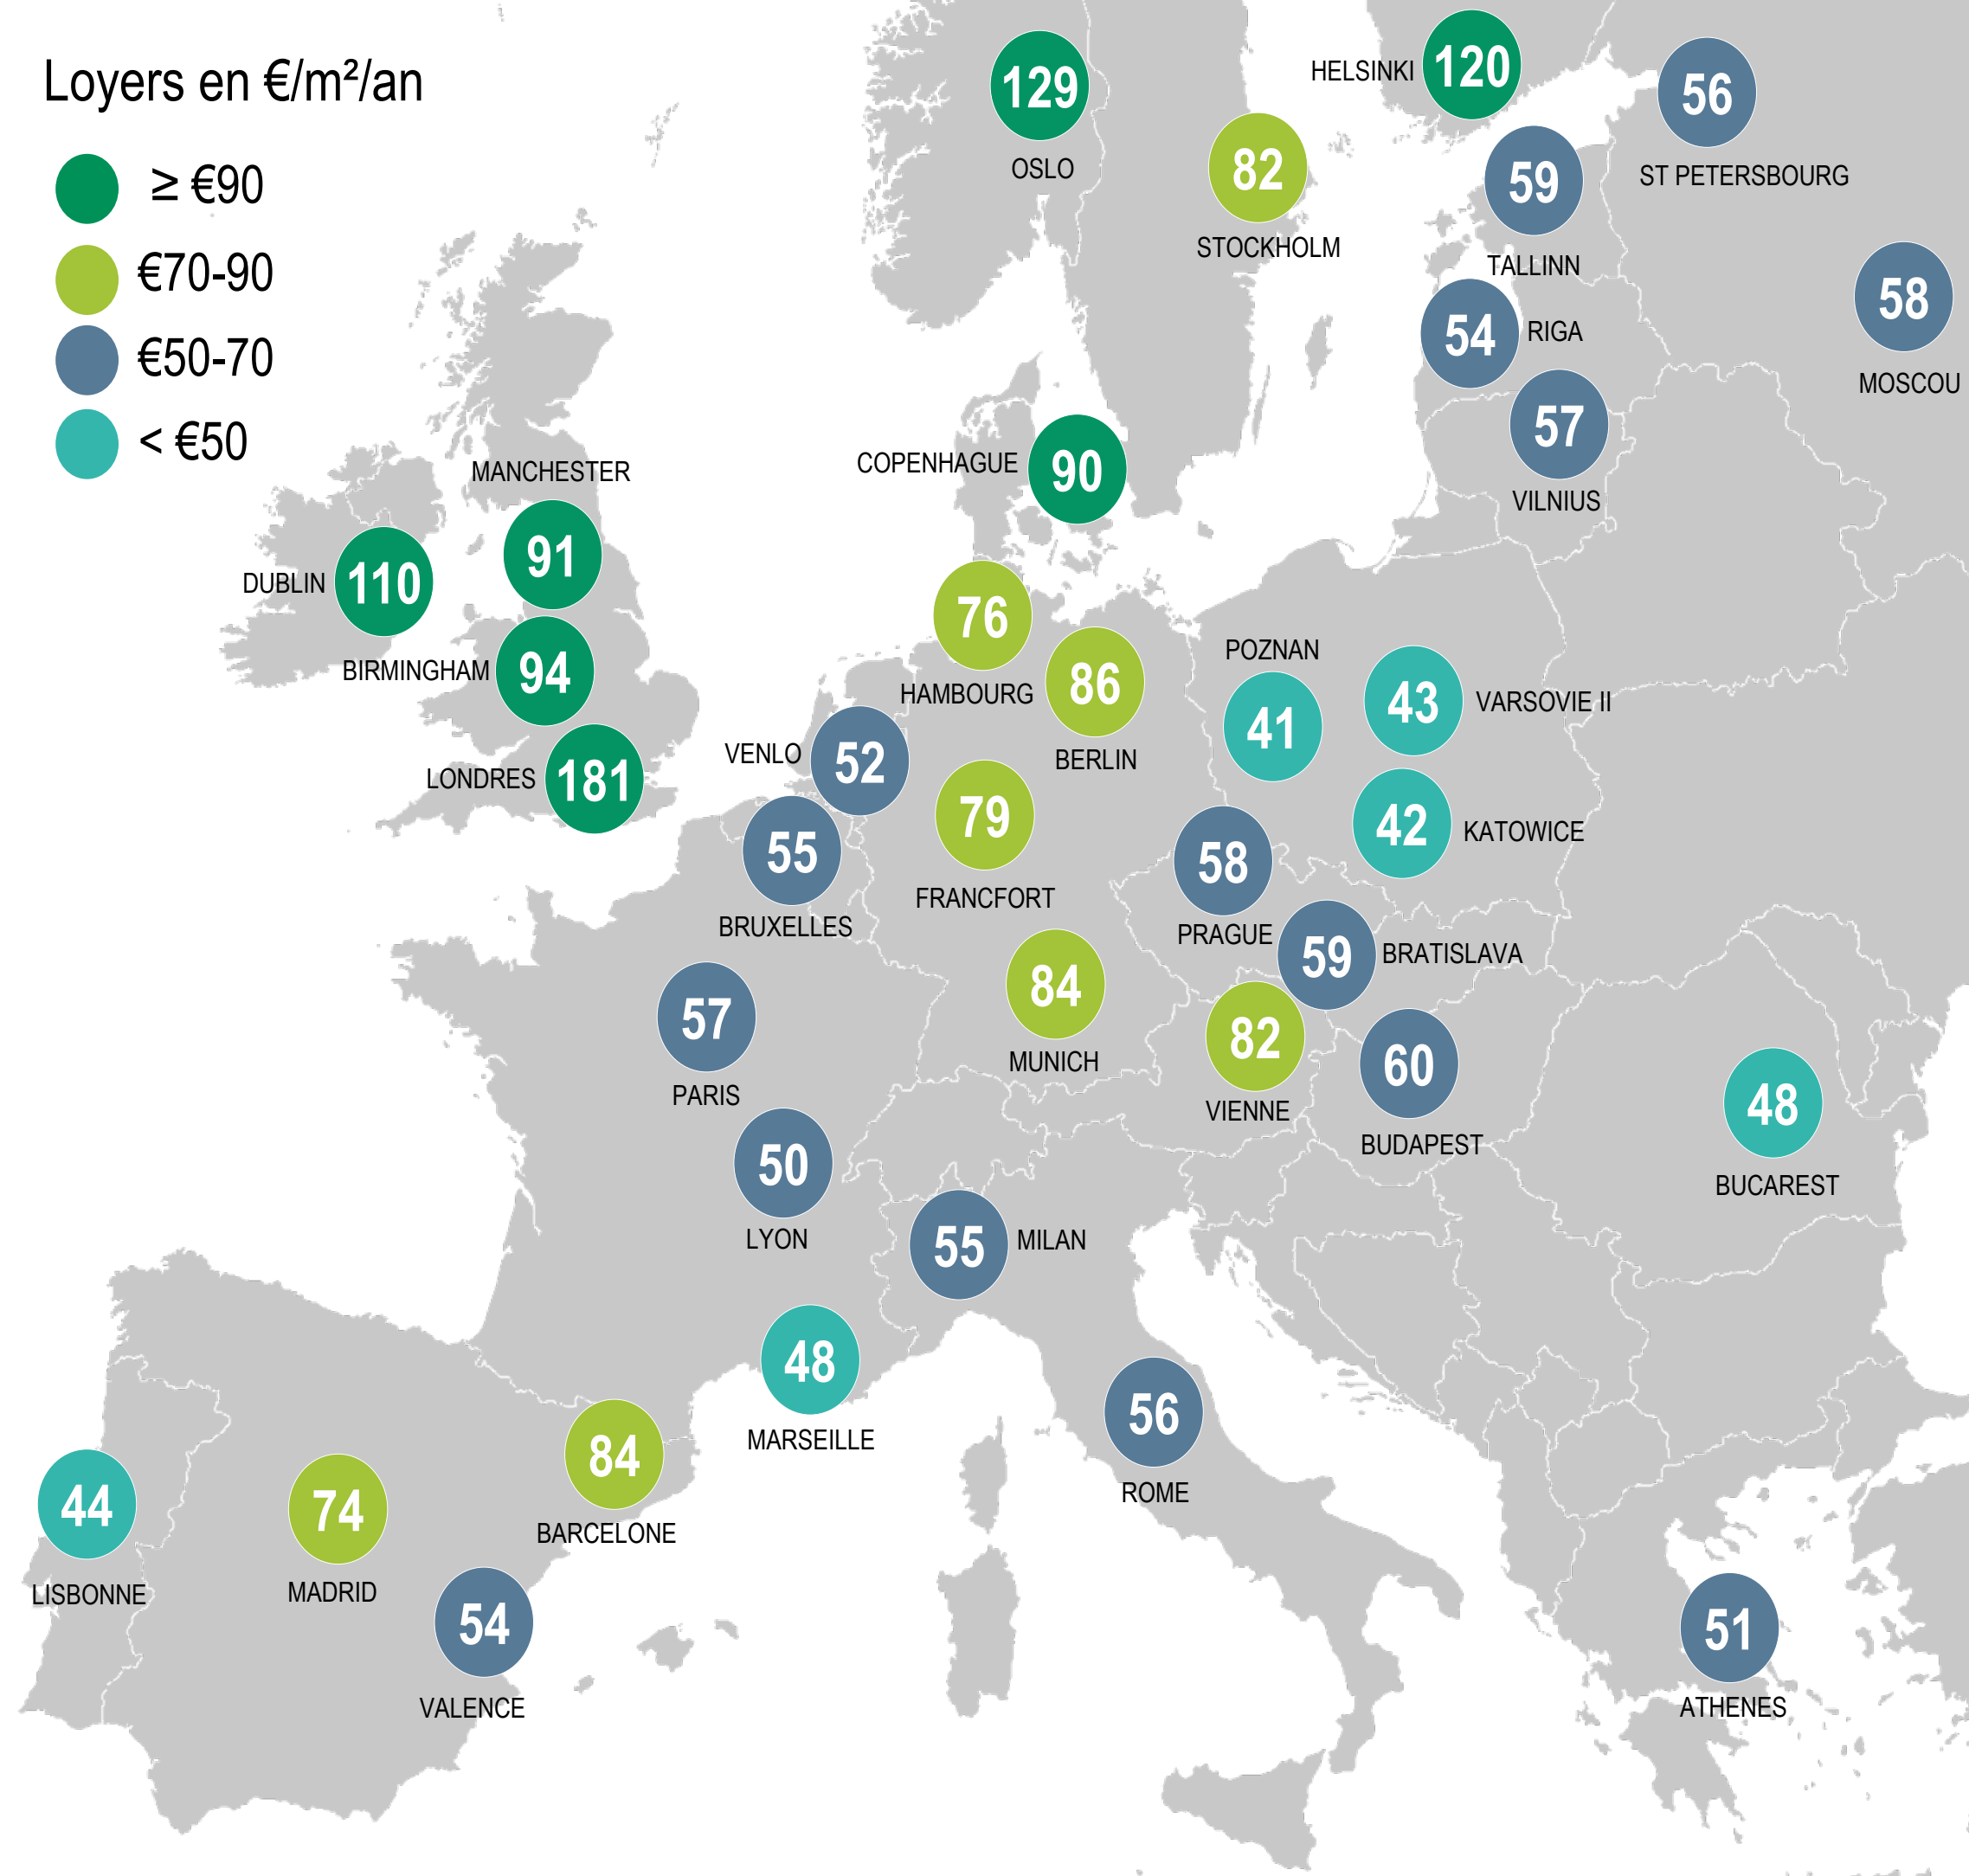 Loyers en €/m²/an
≥ €90
€70-90
€50-70
< €50
129
OSLO
HELSINKI 120
56
ST PETERSBOURG
82
STOCKHOLM
59
TALLINN
54 RIGA
58
MOSCOU
57
VILNIUS
COPENHAGUE 90
MANCHESTER
91
DUBLIN 110
BIRMINGHAM 94
LONDRES 181
76
HAMBOURG
86
BERLIN
POZNAN
41
43 VARSOVIE II
42 KATOWICE
VENLO 52
55
BRUXELLES
79
FRANCFORT
58
PRAGUE
59 BRATISLAVA
84
MUNICH
82
VIENNE
60
BUDAPEST
57
PARIS
50
LYON
55 MILAN
48
BUCAREST
48
MARSEILLE
56
ROME
84
BARCELONE
44
LISBONNE
74
MADRID
54
VALENCE
51
ATHENES